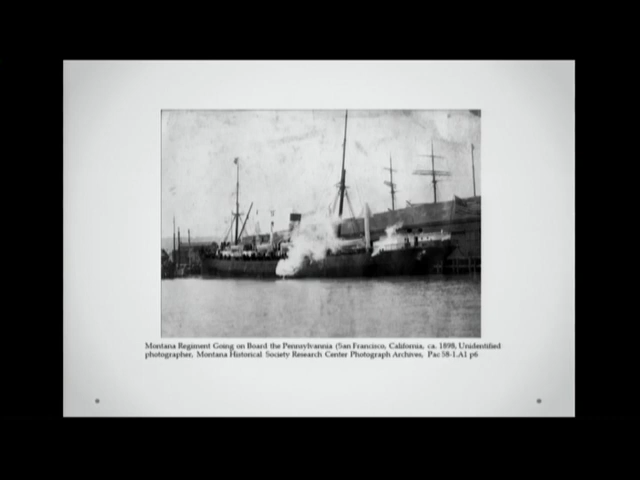 Montana Regiment Going on Board the Pennsylvannia (San Francisco, California, ca. 1898, Unidentified
photographer, Montana Historical Society Research Center Photograph Archives, Pac 58-1.A1 p6